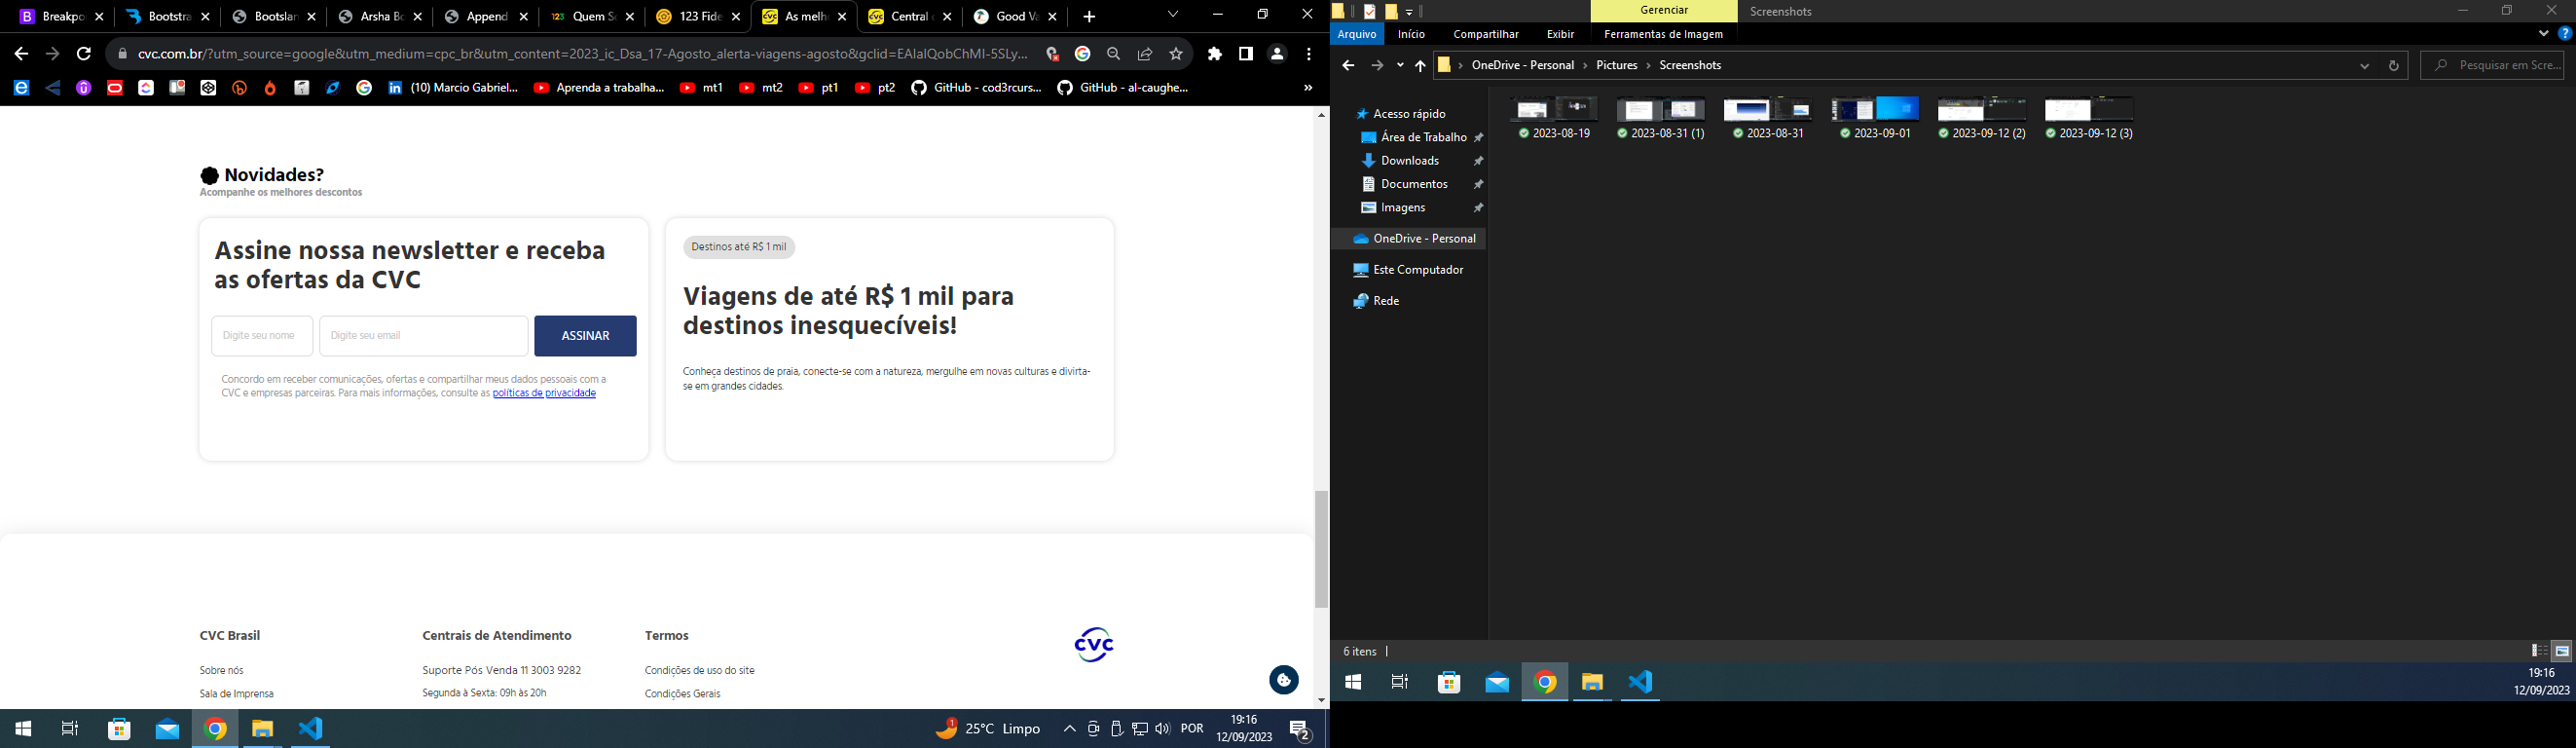 Breakpo
Bootstra
Bootslan
Arsha Bo
Append
Quem So
123 Fide
As melh
Central
Good Va
cvc.com.br/?utm_source=google&utm_medium=cpc_br&utm_content=2023_ic_Dsa_17-Agosto_alerta-viagens-agosto&gclid=EAIaIQobChMI-5SLy...
(10) Marcio Gabriel...
Aprenda a trabalha...
mt1
mt2
pt1
pt2
GitHub - cod3rcurs...
GitHub - al-caughe...
»
Novidades?
Acompanhe os melhores descontos
Assine nossa newsletter e receba
as ofertas da CVC
Digite seu nome
Digite seu email
ASSINAR
Concordo em receber comunicações, ofertas e compartilhar meus dados pessoais com a
CVC e empresas parceiras. Para mais informações, consulte as políticas de privacidade
Destinos até R$ 1 mil
Viagens de até R$ 1 mil para
destinos inesquecíveis!
Conheça destinos de praia, conecte-se com a natureza, mergulhe em novas culturas e divirta-
se em grandes cidades.
CVC Brasil
Sobre nós
Sala de Imprensa
Centrais de Atendimento
Suporte Pós Venda 11 3003 9282
Segunda à Sexta: 09h às 20h
Termos
Condições de uso do site
Condições Gerais
CVC
1
25°C Limpo
POR
19:16
12/09/2023
2
Gerenciar
Screenshots
Arquivo
Início
Compartilhar
Exibir
Ferramentas de Imagem
OneDrive - Personal
Pictures
Screenshots
Pesquisar em Scre...
Acesso rápido
Área de Trabalho
Downloads
Documentos
Imagens
OneDrive - Personal
Este Computador
Rede
2023-08-19
2023-08-31 (1)
2023-08-31
2023-09-01
2023-09-12 (2)
2023-09-12 (3)
6 itens
19:16
12/09/2023